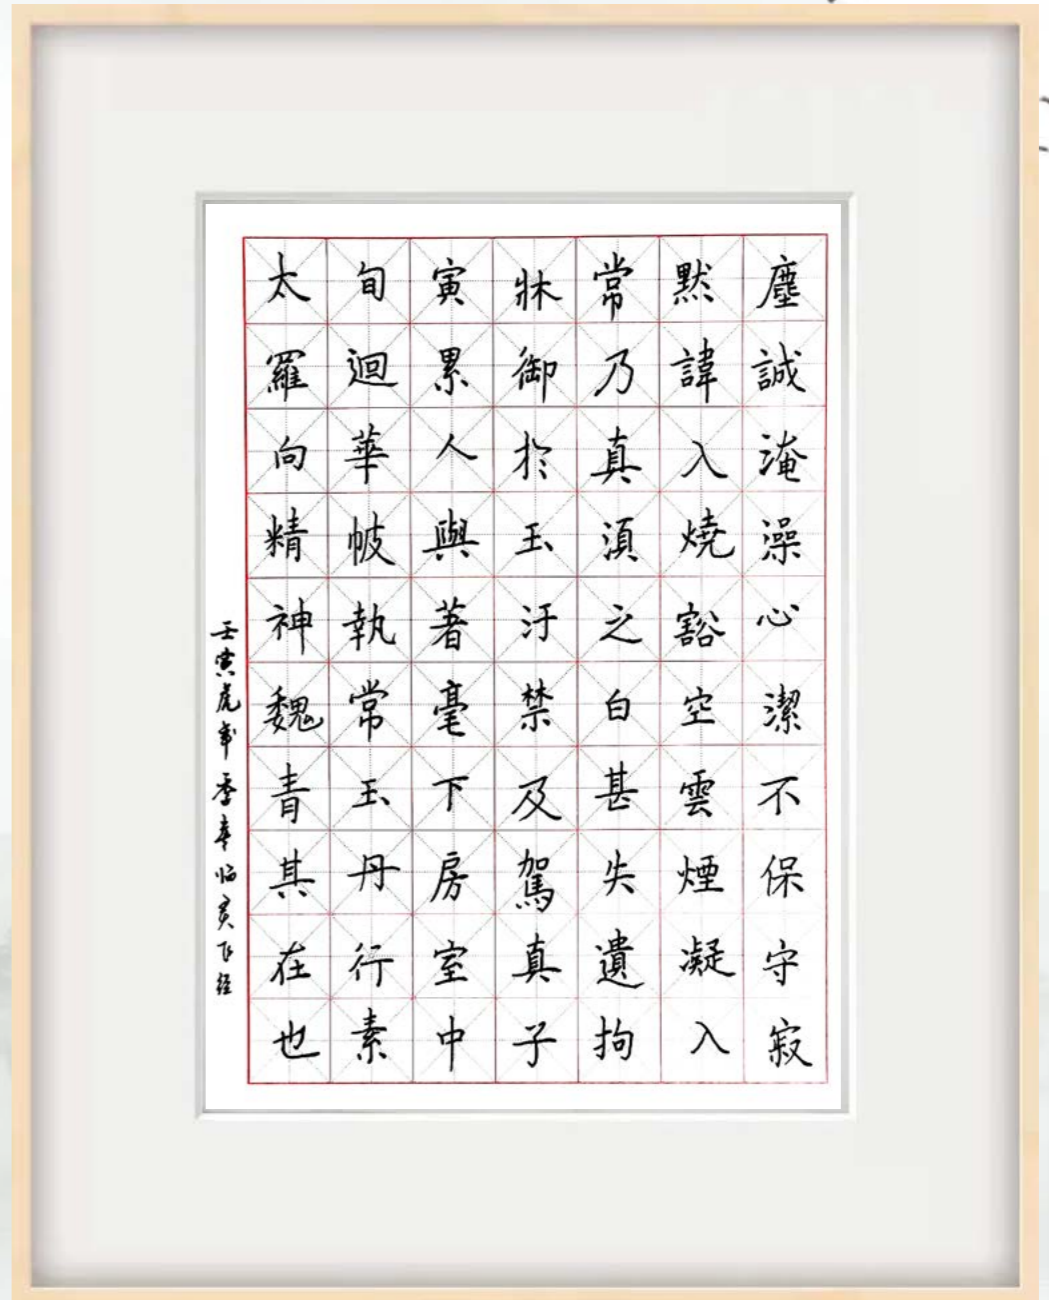 塵誠淹澡心潔不保守寂
默諱入燒豁空雲煙凝入
常乃真湏之白甚失遺拘
牀御於玉汙禁及駕真子
寅累人與著毫下房室中
旬迴華帔執常玉丹行素
太羅向精神魏青其在也
壬寅虎年季春临灵飞经